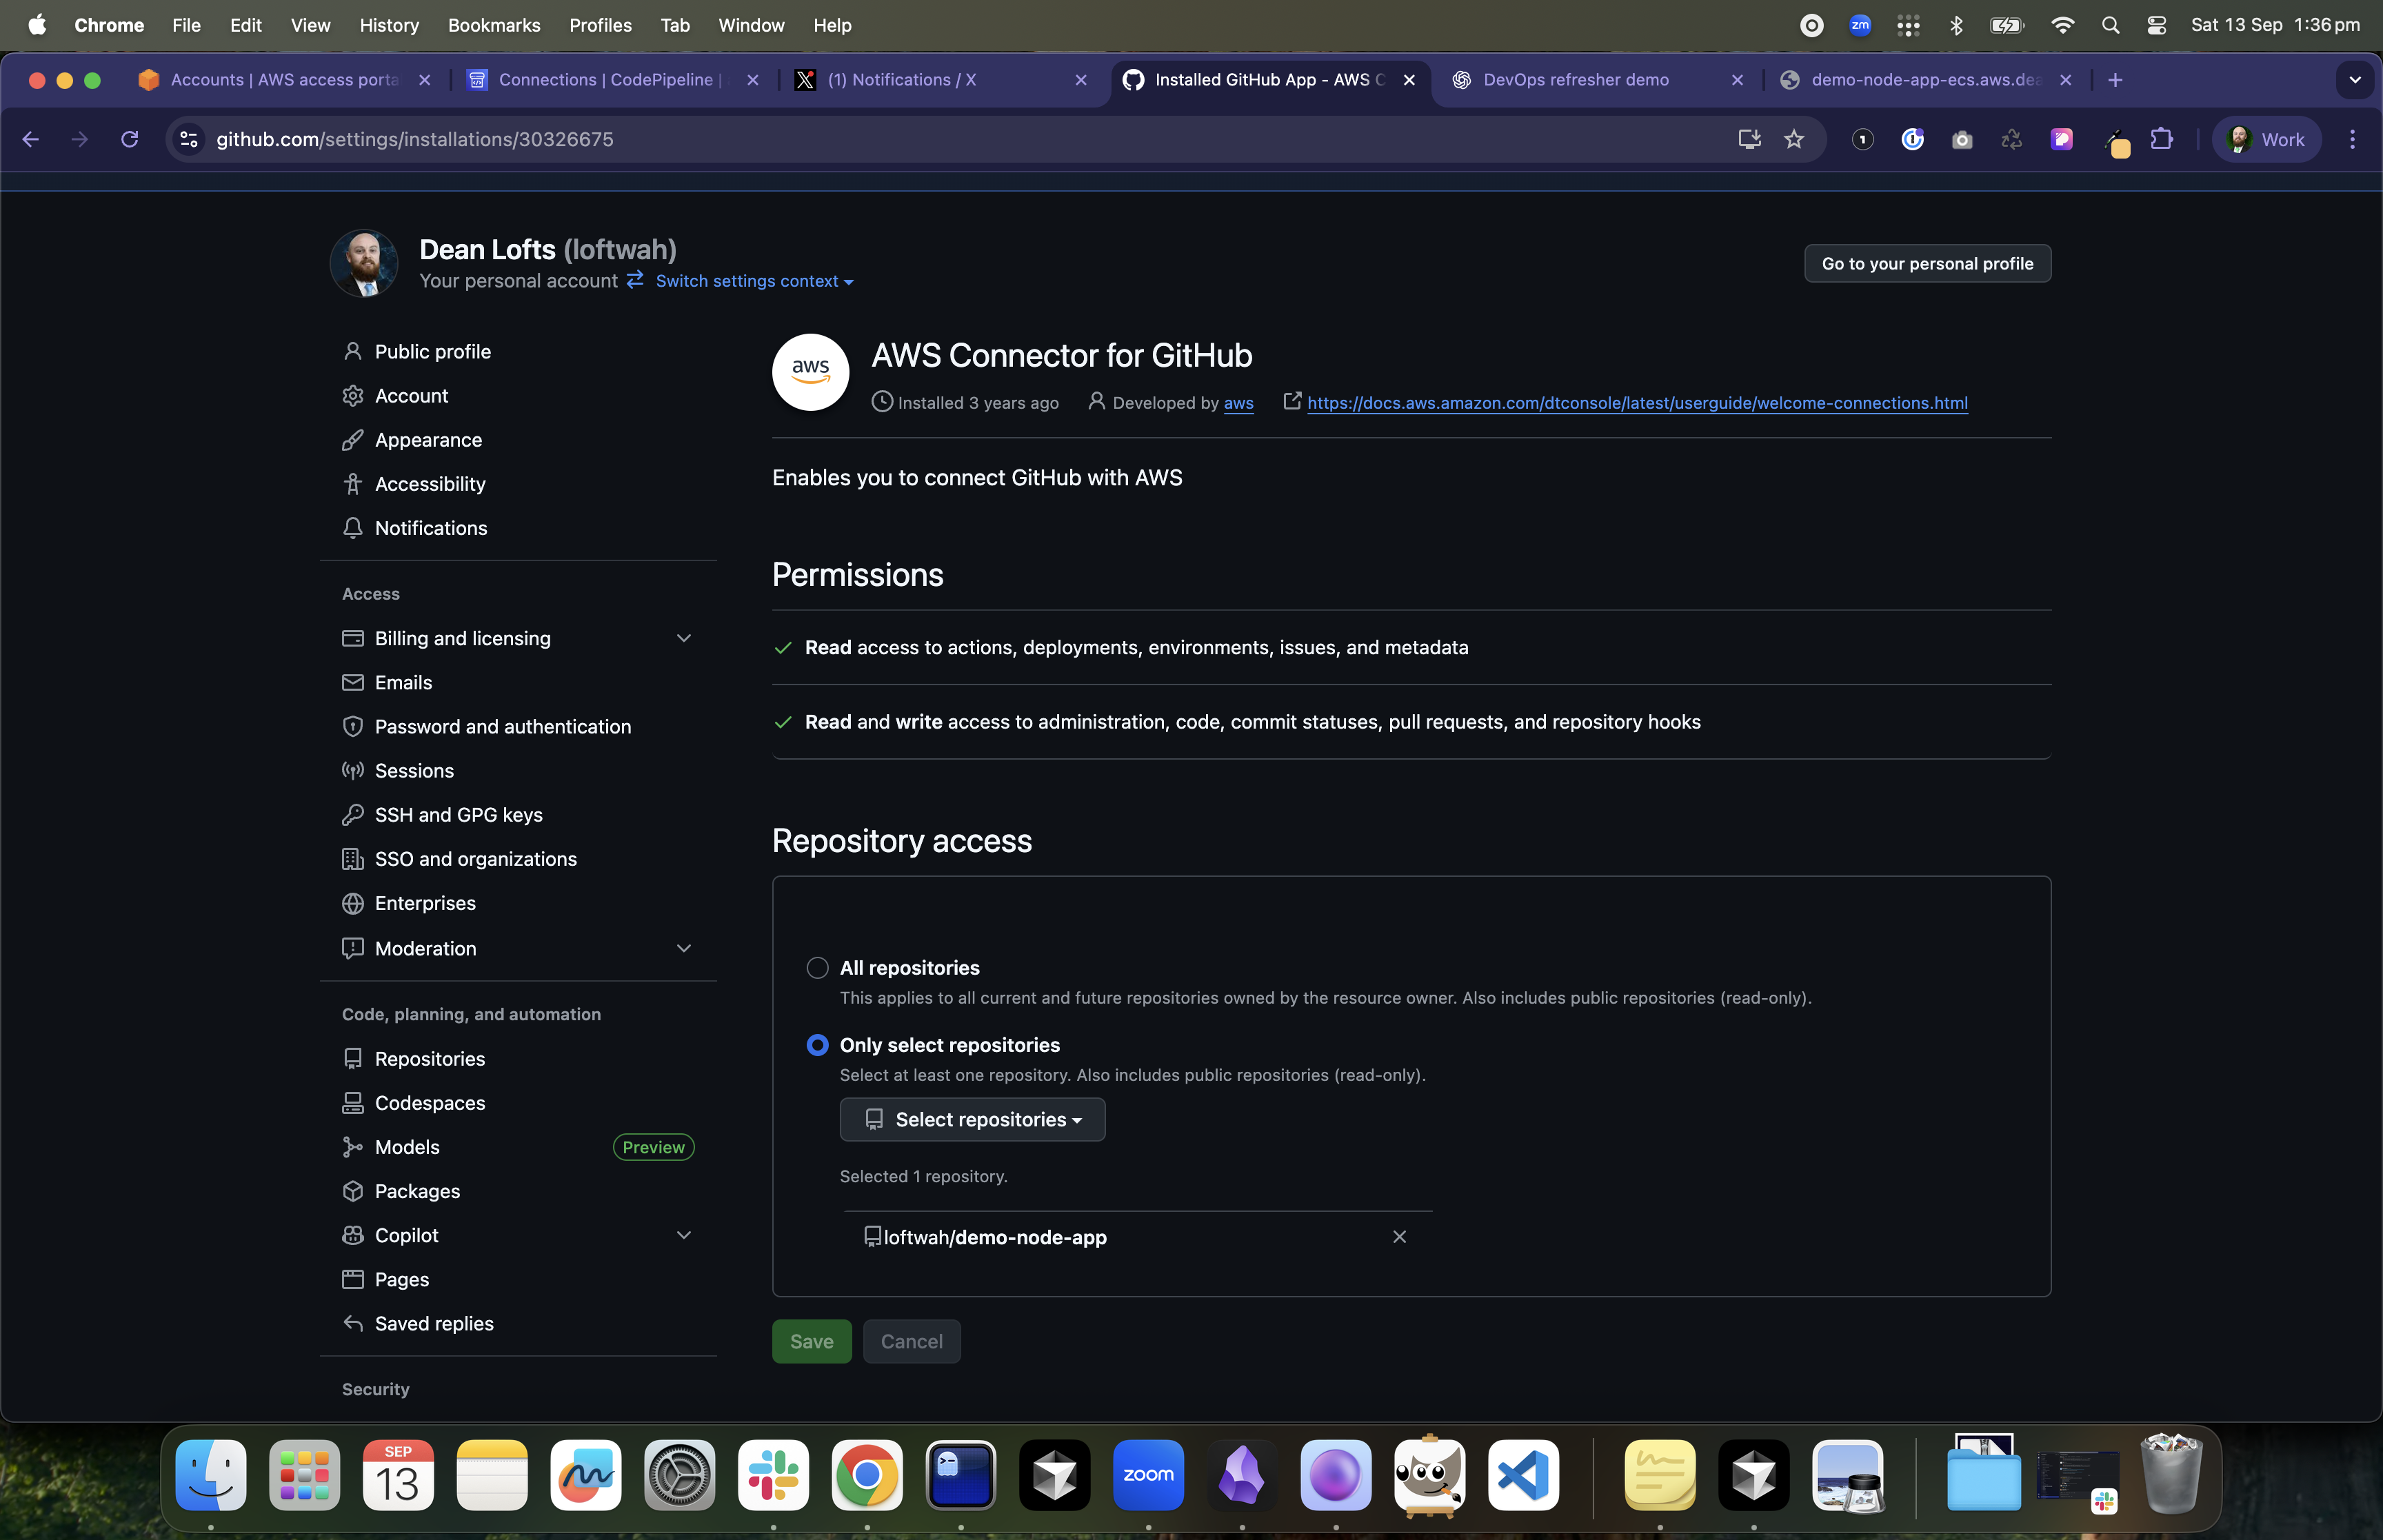 Chrome File Edit View History Bookmarks Profiles Tab Window Help
zm
Sat 13 Sep 1:36 pm
Accounts | AWS access porta
Connections | CodePipeline |
(1) Notifications / X
Installed GitHub App - AWS C
DevOps refresher demo
demo-node-app-ecs.aws.dea
github.com/settings/installations/30326675
Work
Dean Lofts (loftwah)
Your personal account Switch settings context
Go to your personal profile
Public profile
Account
Appearance
Accessibility
Notifications
Access
Billing and licensing
Emails
Password and authentication
Sessions
SSH and GPG keys
SSO and organizations
Enterprises
Moderation
Code, planning, and automation
Repositories
Codespaces
Models Preview
Packages
Copilot
Pages
Saved replies
Security
aws
AWS Connector for GitHub
Installed 3 years ago Developed by aws https://docs.aws.amazon.com/dtconsole/latest/userguide/welcome-connections.html
Enables you to connect GitHub with AWS
Permissions
Read access to actions, deployments, environments, issues, and metadata
Read and write access to administration, code, commit statuses, pull requests, and repository hooks
Repository access
All repositories
This applies to all current and future repositories owned by the resource owner. Also includes public repositories (read-only).
Only select repositories
Select at least one repository. Also includes public repositories (read-only).
Select repositories
Selected 1 repository.
loftwah/demo-node-app
Save Cancel
SEP
13
zoom